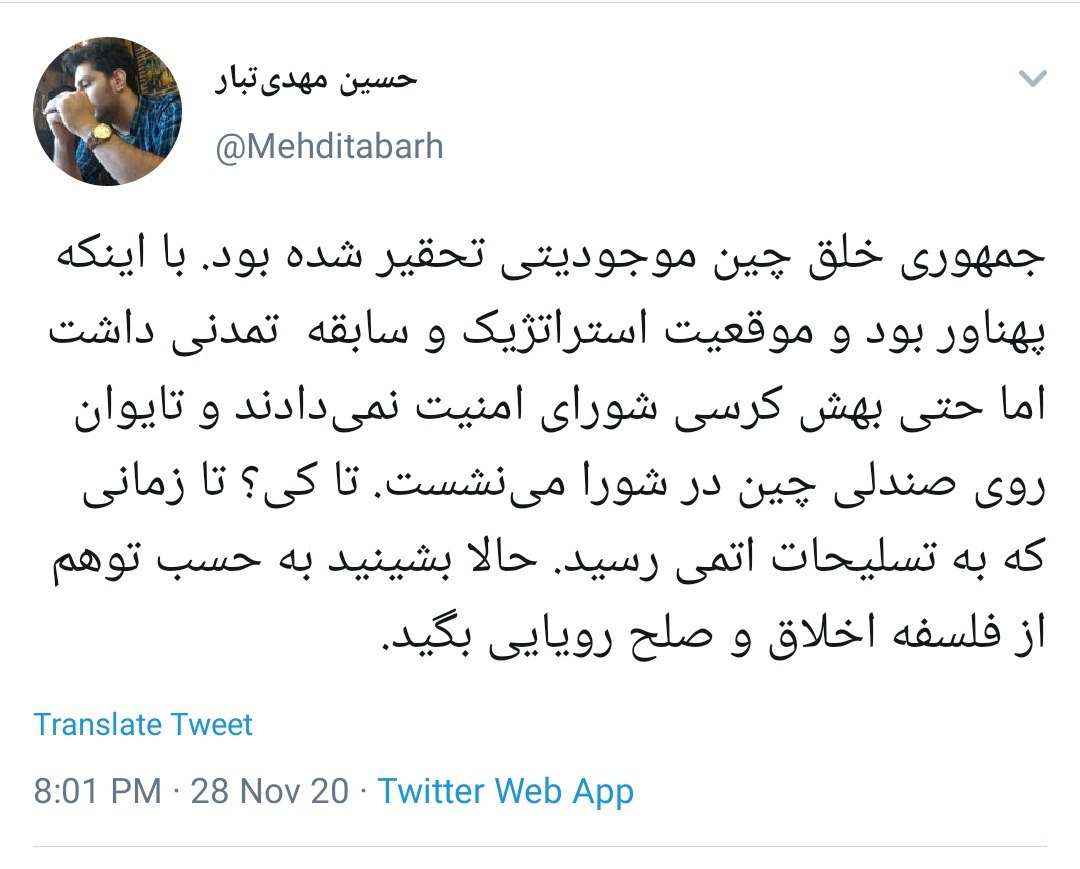 حسین مهدی‌تبار
@Mehditabarh
جمهوری خلق چین موجودیتی تحقیر شده بود. با اینکه
پهناور بود و موقعیت استراتژیک و سابقه تمدنی داشت
اما حتی بهش کرسی شورای امنیت نمی‌دادند و تایوان
روی صندلی چین در شورا می‌نشست. تا کی؟ تا زمانی
که به تسلیحات اتمی رسید. حالا بشینید به حسب توهم
از فلسفه اخلاق و صلح رویایی بگید.
Translate Tweet
8:01 PM · 28 Nov 20 · Twitter Web App